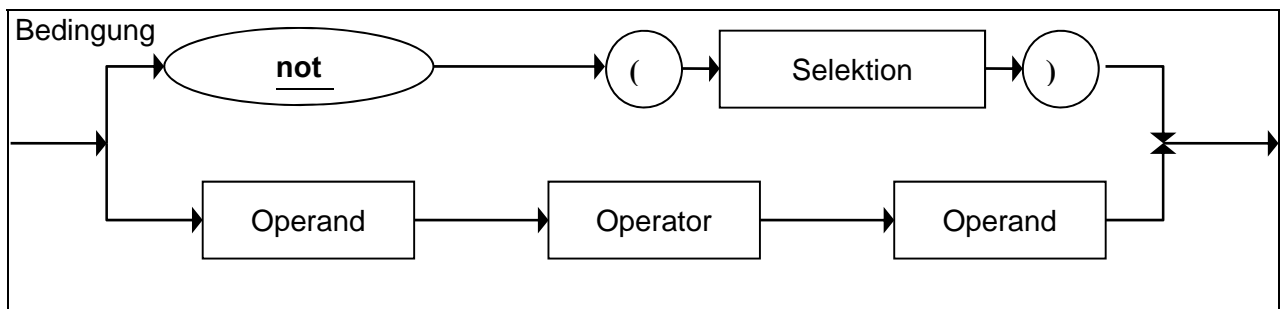 Bedingung
not ( Selektion )
Operand Operator Operand